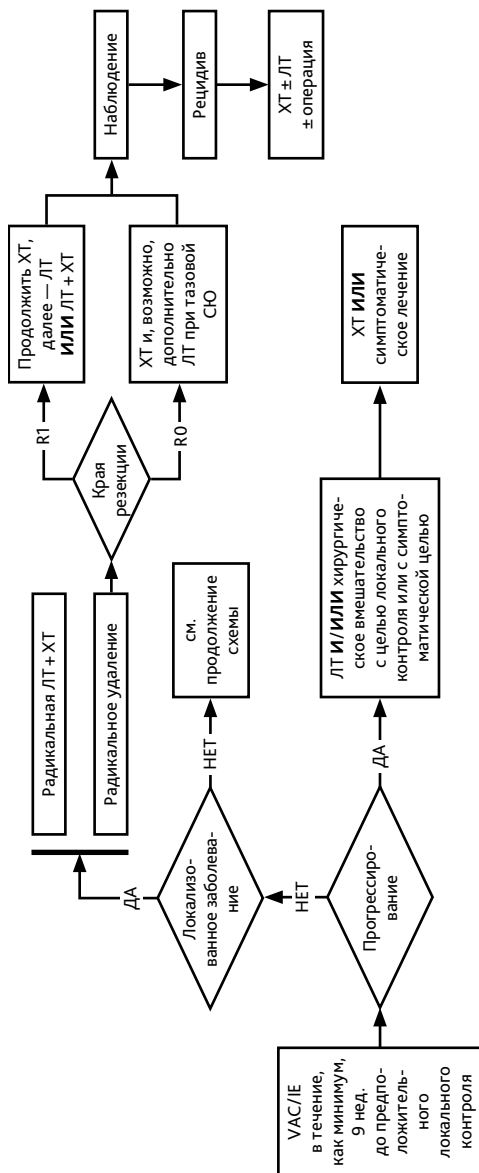 VAC/IE
в течение,
как минимум,
9 нед.
до предпо-
ложитель-
ного
локального
контроля
Прогрессиро-
вание
НЕТ
ДА
Локализо-
ванное заболева-
ние
ДА
НЕТ
Радикальная ЛТ + ХТ
Радикальное удаление
см.
продолжение
схемы
Края
резекции
R1
R0
Продолжить ХТ,
далее — ЛТ
ИЛИ ЛТ + ХТ
ХТ и, возможно,
дополнительно
ЛТ при тазовой
СЮ
Наблюдение
Рецидив
ХТ ± ЛТ
± операция
ЛТ И/ИЛИ хирургиче-
ское вмешательство
с целью локального
контроля или с симпто-
матической целью
ХТ ИЛИ
симптоматиче-
ское лечение